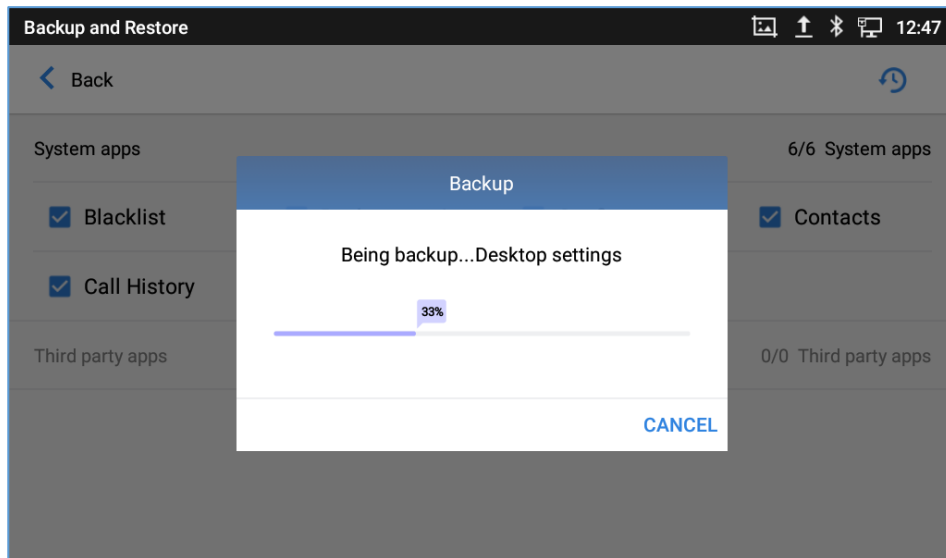 Backup and Restore 12:47
Back
System apps 6/6 System apps
Backup
Blacklist Contacts
Being backup...Desktop settings
Call History
33%
Third party apps 0/0 Third party apps
CANCEL